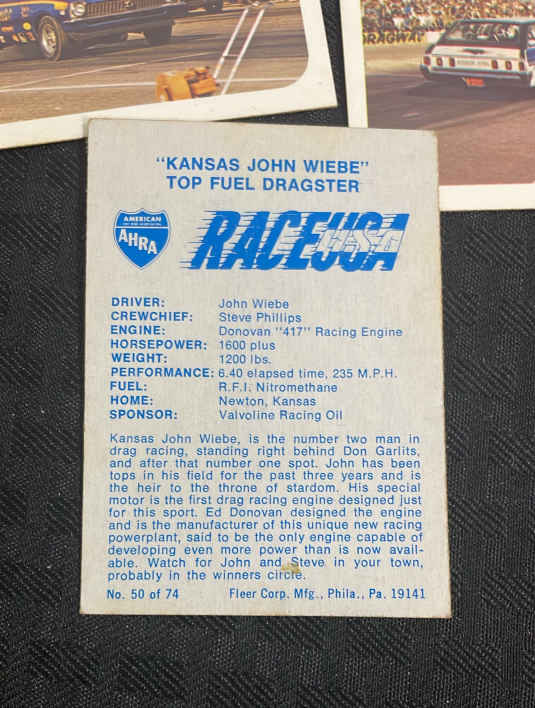 DRAGWAY
"KANSAS JOHN WIEBE"
TOP FUEL DRAGSTER
AMERICAN
AHRA
RACE USA
DRIVER: John Wiebe
CREWCHIEF: Steve Phillips
ENGINE: Donovan "417" Racing Engine
HORSEPOWER: 1600 plus
WEIGHT: 1200 lbs.
PERFORMANCE: 6.40 elapsed time, 235 M.P.H.
FUEL: R.F.I. Nitromethane
HOME: Newton, Kansas
SPONSOR: Valvoline Racing Oil
Kansas John Wiebe, is the number two man in
drag racing, standing right behind Don Garlits,
and after that number one spot. John has been
tops in his field for the past three years and is
the heir to the throne of stardom. His special
motor is the first drag racing engine designed just
for this sport. Ed Donovan designed the engine
and is the manufacturer of this unique new racing
powerplant, said to be the only engine capable of
developing even more power than is now avail-
able. Watch for John and Steve in your town,
probably in the winners circle.
No. 50 of 74 Fleer Corp. Mfg., Phila., Pa. 19141